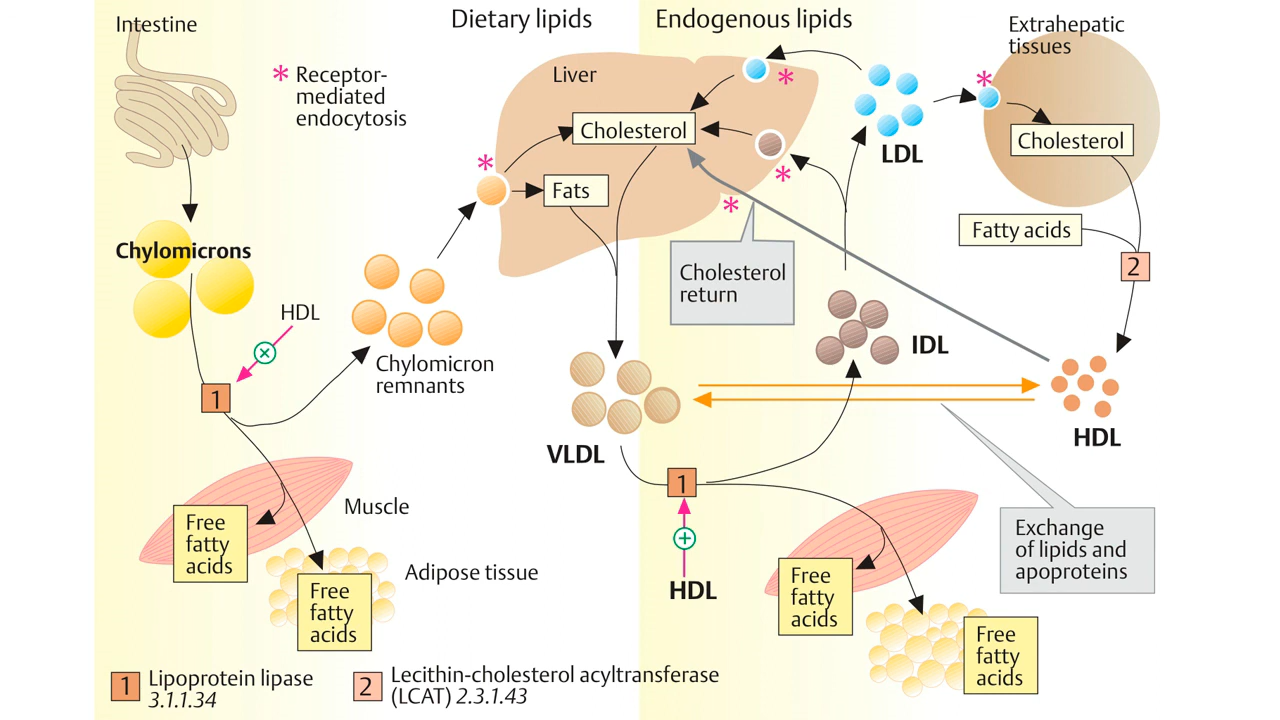 Dietary lipids
Endogenous lipids
Intestine
Extrahepatic
tissues
* Receptor-
mediated
endocytosis
Liver
*
*
Cholesterol
LDL
Cholesterol
*
*
*
Fats
Fatty acids
Chylomicrons
2
Cholesterol
return
HDL
IDL
Chylomicron
remnants
1
HDL
VLDL
1
Muscle
Free
fatty
acids
Exchange
of lipids and
apoproteins
+
HDL
Adipose tissue
Free
fatty
acids
Free
fatty
acids
Free
fatty
acids
1 Lipoprotein lipase
3.1.1.34
2 Lecithin-cholesterol acyltransferase
(LCAT) 2.3.1.43